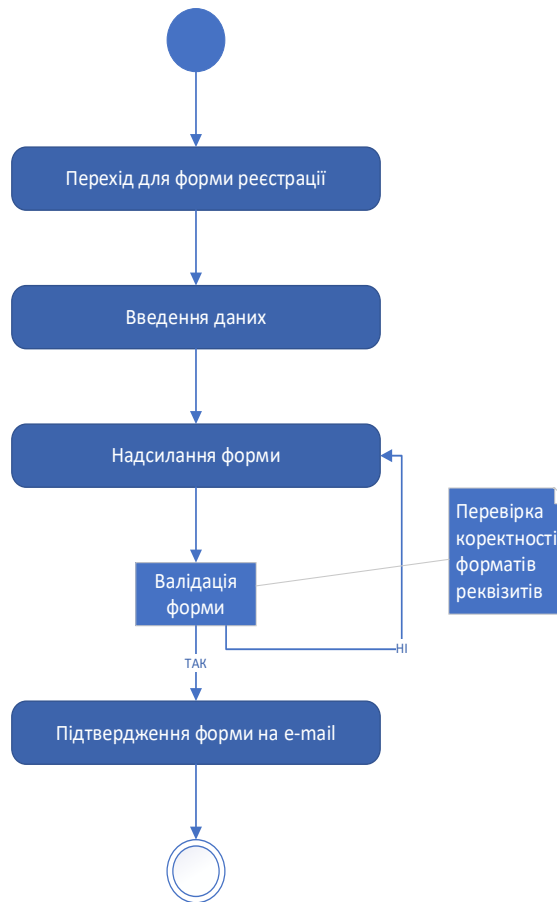 Перехід для форми реєстрації
Введення даних
Надсилання форми
Перевірка
коректності
форматів
реквізитів
Валідація
форми
НІ
ТАК
Підтвердження форми на e-mail